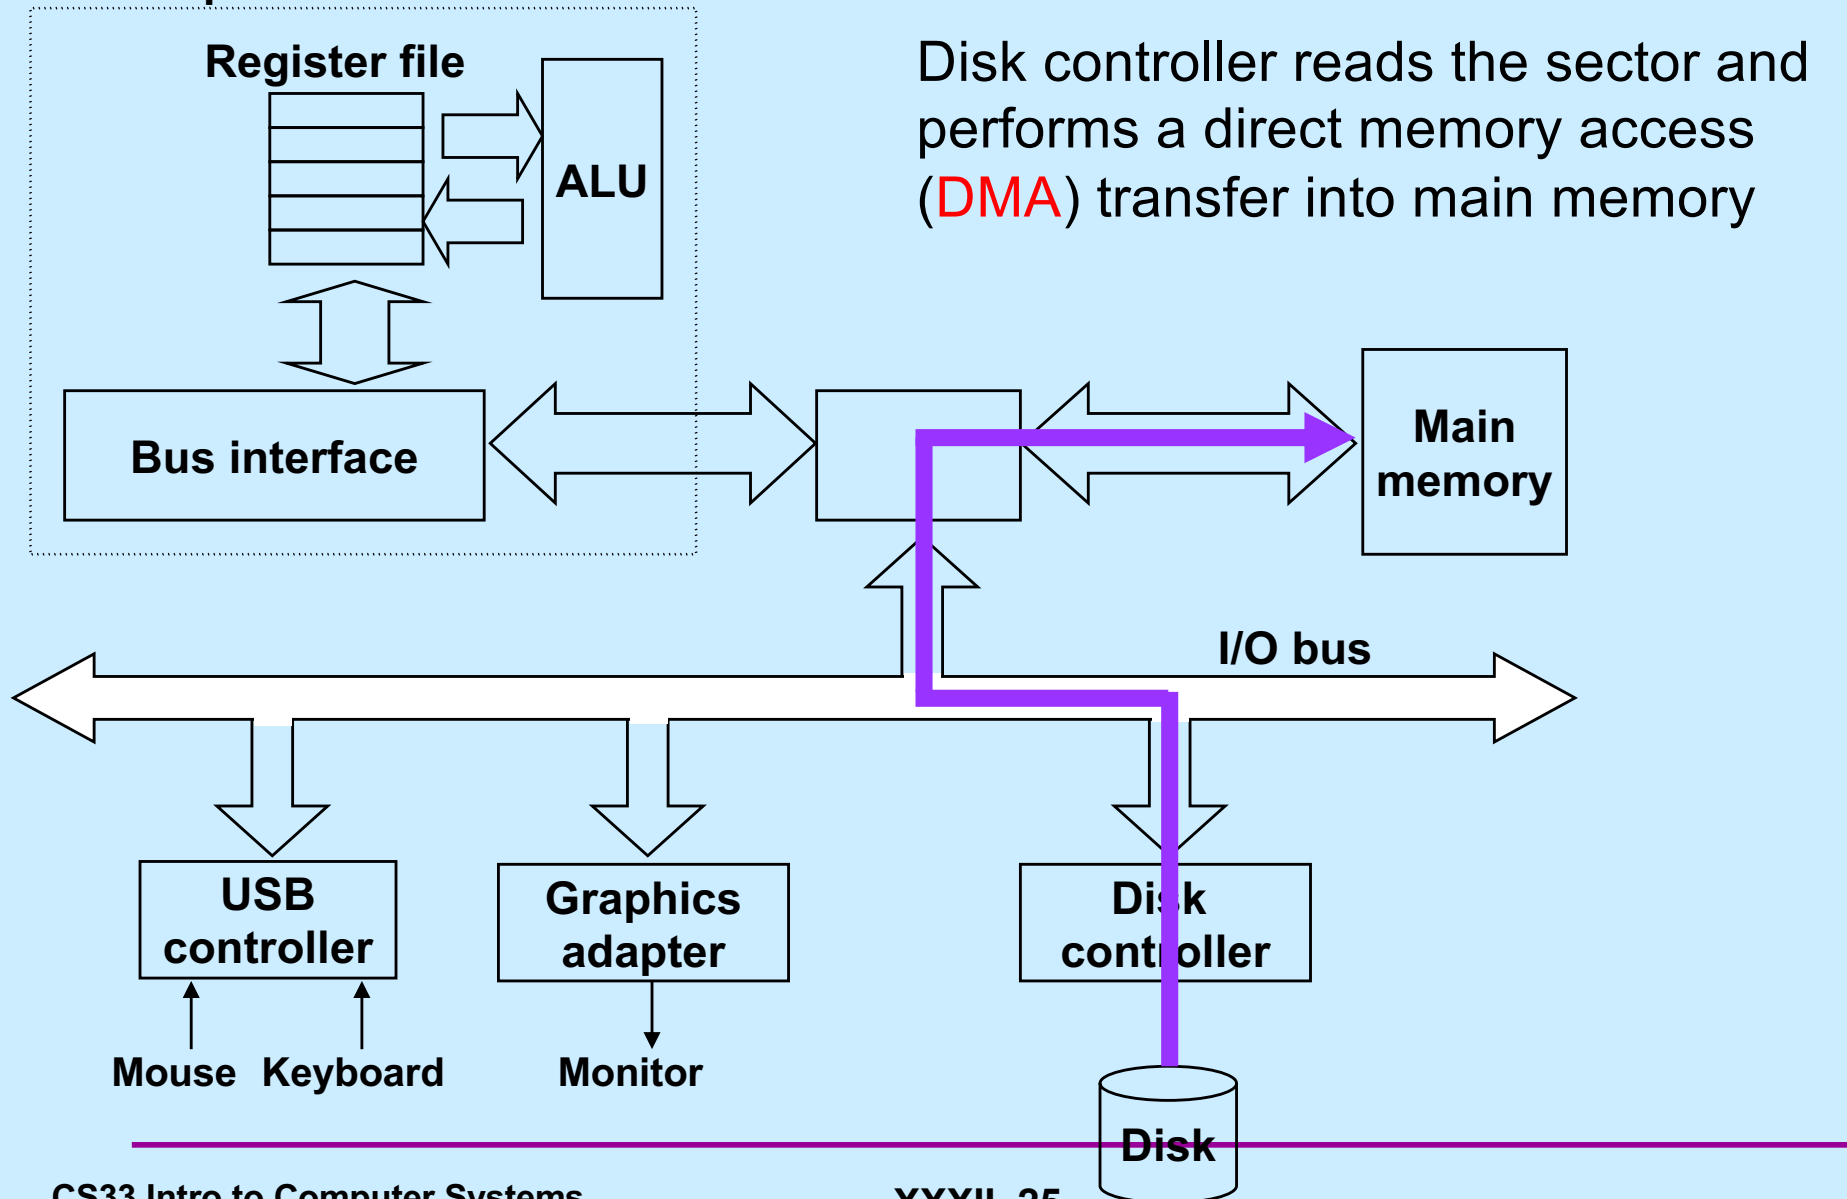 Register file
ALU
Disk controller reads the sector and
performs a direct memory access
(DMA) transfer into main memory
Bus interface
Main
memory
I/O bus
USB
controller
Graphics
adapter
Disk
controller
Mouse
Keyboard
Monitor
Disk
CS33 Intro to Computer Systems
XXXII–25